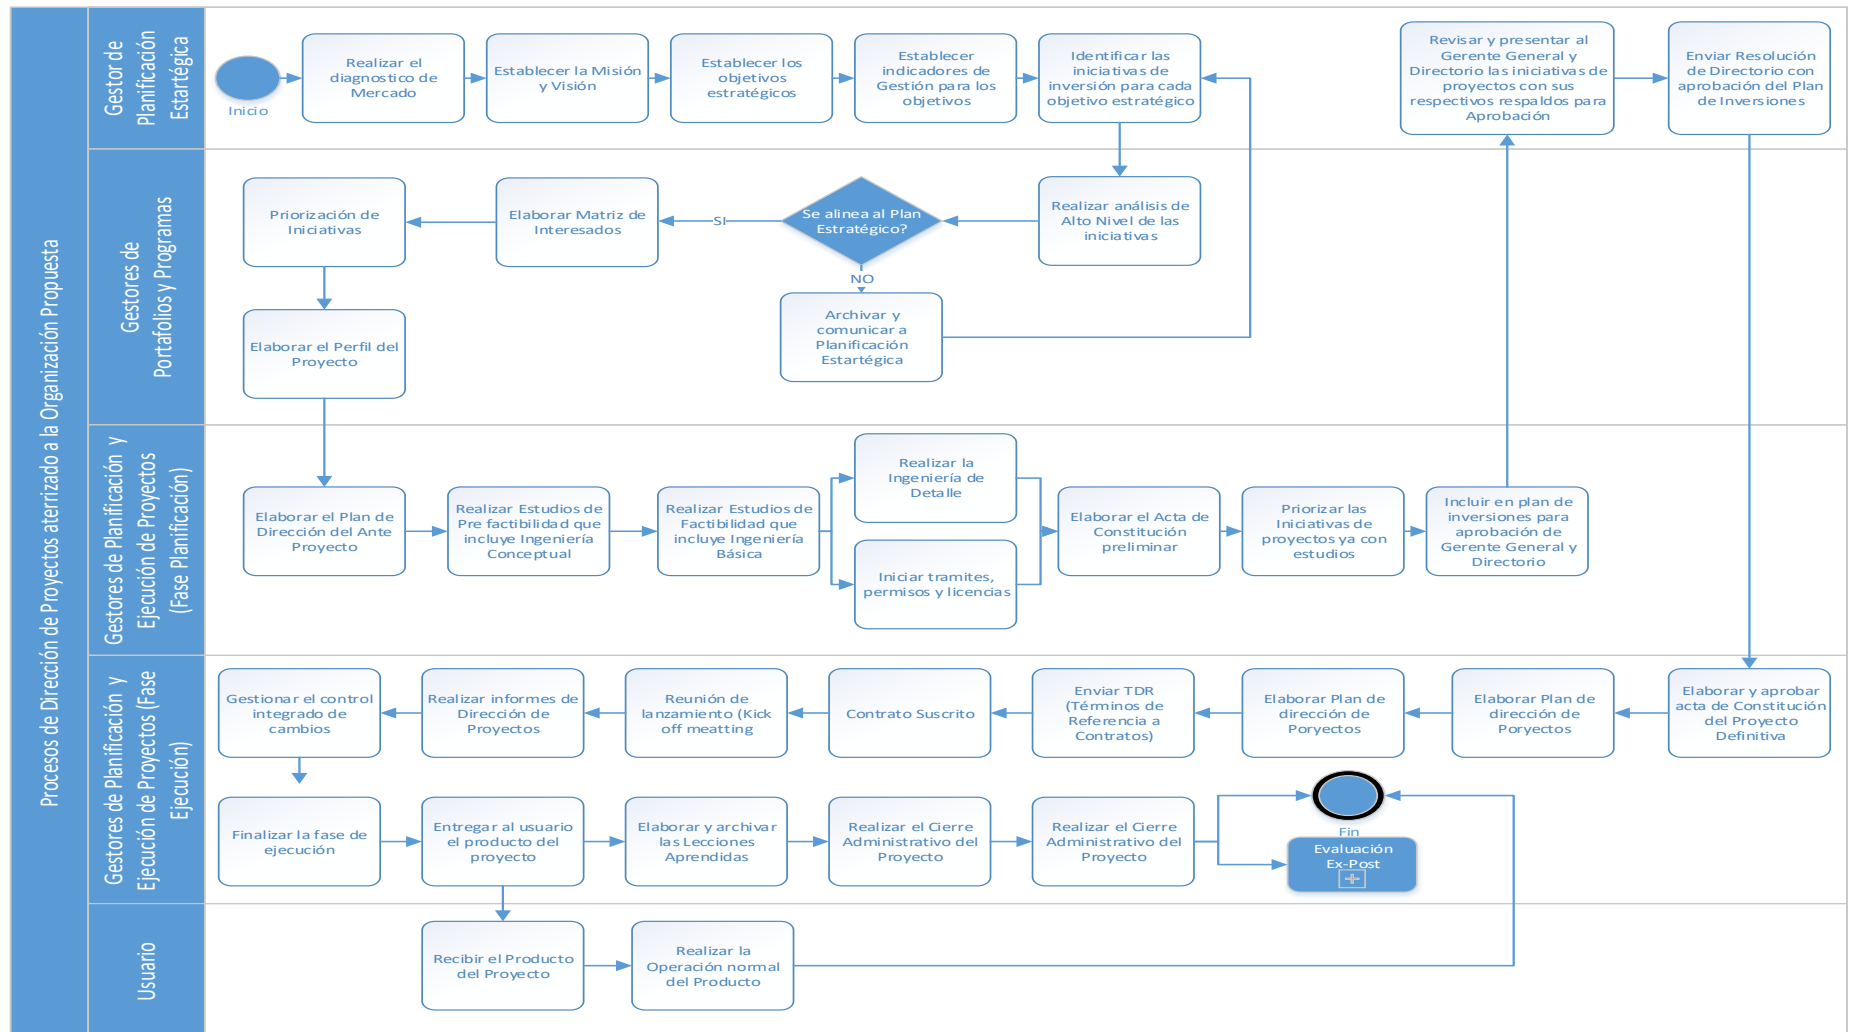 Procesos de Dirección de Proyectos aterrizado a la Organización Propuesta
Gestor de
Planificación
Estartégica
Inicio
Realizar el
diagnostico de
Mercado
Establecer la Misión
y Visión
Establecer los
objetivos
estratégicos
Establecer
indicadores de
Gestión para los
objetivos
Identificar las
iniciativas de
inversión para cada
objetivo estratégico
Revisar y presentar al
Gerente General y
Directorio las iniciativas de
proyectos con sus
respectivos respaldos para
Aprobación
Enviar Resolución
de Directorio con
aprobación del Plan
de Inversiones
Gestores de
Portafolios y Programas
Priorización de
Iniciativas
Elaborar Matriz de
Interesados
SI
Se alinea al Plan
Estratégico?
NO
Realizar análisis de
Alto Nivel de las
iniciativas
Archivar y
comunicar a
Planificación
Estartégica
Elaborar el Perfil del
Proyecto
Gestores de Planificación y
Ejecución de Proyectos
(Fase Planificación)
Elaborar el Plan de
Dirección del Ante
Proyecto
Realizar Estudios de
Pre factibilidad que
incluye Ingeniería
Conceptual
Realizar Estudios de
Factibilidad que
incluye Ingeniería
Básica
Realizar la
Ingeniería de
Detalle
Iniciar tramites,
permisos y licencias
Elaborar el Acta de
Constitución
preliminar
Priorizar las
Iniciativas de
proyectos ya con
estudios
Incluir en plan de
inversiones para
aprobación de
Gerente General y
Directorio
Gestores de Planificación y
Ejecución de Proyectos (Fase
Ejecución)
Gestionar el control
integrado de
cambios
Realizar informes de
Dirección de
Proyectos
Reunión de
lanzamiento (Kick
off meatting
Contrato Suscrito
Enviar TDR
(Términos de
Referencia a
Contratos)
Elaborar Plan de
dirección de
Poryectos
Elaborar Plan de
dirección de
Poryectos
Elaborar y aprobar
acta de Constitución
del Proyecto
Definitiva
Finalizar la fase de
ejecución
Entregar al usuario
el producto del
proyecto
Elaborar y archivar
las Lecciones
Aprendidas
Realizar el Cierre
Administrativo del
Proyecto
Realizar el Cierre
Administrativo del
Proyecto
Fin
Evaluación
Ex-Post
Usuario
Recibir el Producto
del Proyecto
Realizar la
Operación normal
del Producto